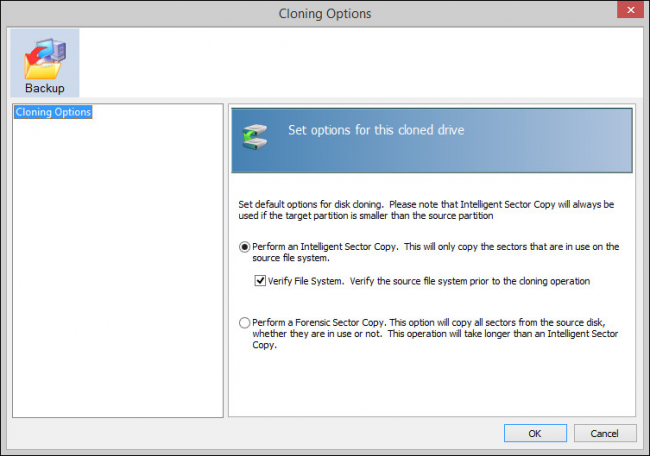 Cloning Options
Backup
Cloning Options
Set options for this cloned drive
Set default options for disk cloning. Please note that Intelligent Sector Copy will always be
used if the target partition is smaller than the source partition
Perform an Intelligent Sector Copy. This will only copy the sectors that are in use on the
source file system.
Verify File System. Verify the source file system prior to the cloning operation
Perform a Forensic Sector Copy. This option will copy all sectors from the source disk,
whether they are in use or not. This operation will take longer than an Intelligent Sector
Copy.
OK
Cancel